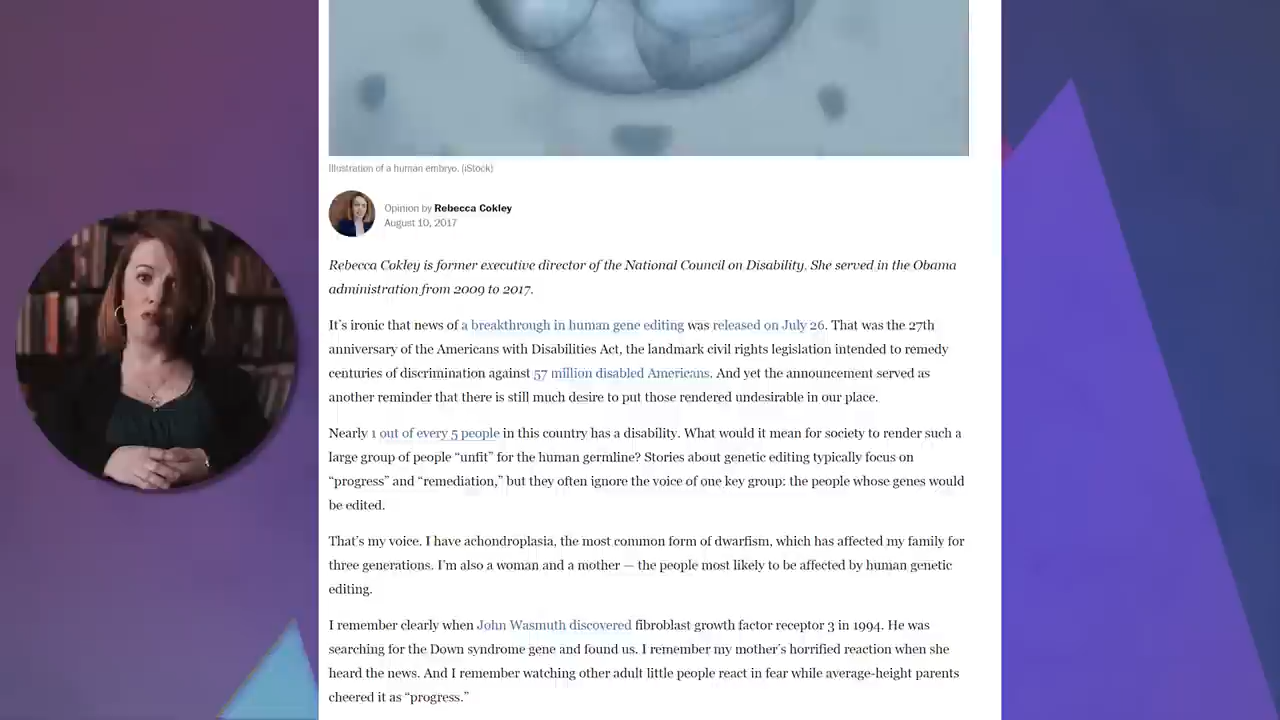 Illustration of a human embryo. (iStock)
Opinion by Rebecca Cokley
August 10, 2017
Rebecca Cokley is former executive director of the National Council on Disability. She served in the Obama
administration from 2009 to 2017.
It’s ironic that news of a breakthrough in human gene editing was released on July 26. That was the 27th
anniversary of the Americans with Disabilities Act, the landmark civil rights legislation intended to remedy
centuries of discrimination against 57 million disabled Americans. And yet the announcement served as
another reminder that there is still much desire to put those rendered undesirable in our place.
Nearly 1 out of every 5 people in this country has a disability. What would it mean for society to render such a
large group of people “unfit” for the human germline? Stories about genetic editing typically focus on
“progress” and “remediation,” but they often ignore the voice of one key group: the people whose genes would
be edited.
That’s my voice. I have achondroplasia, the most common form of dwarfism, which has affected my family for
three generations. I’m also a woman and a mother — the people most likely to be affected by human genetic
editing.
I remember clearly when John Wasmuth discovered fibroblast growth factor receptor 3 in 1994. He was
searching for the Down syndrome gene and found us. I remember my mother’s horrified reaction when she
heard the news. And I remember watching other adult little people react in fear while average-height parents
cheered it as “progress.”